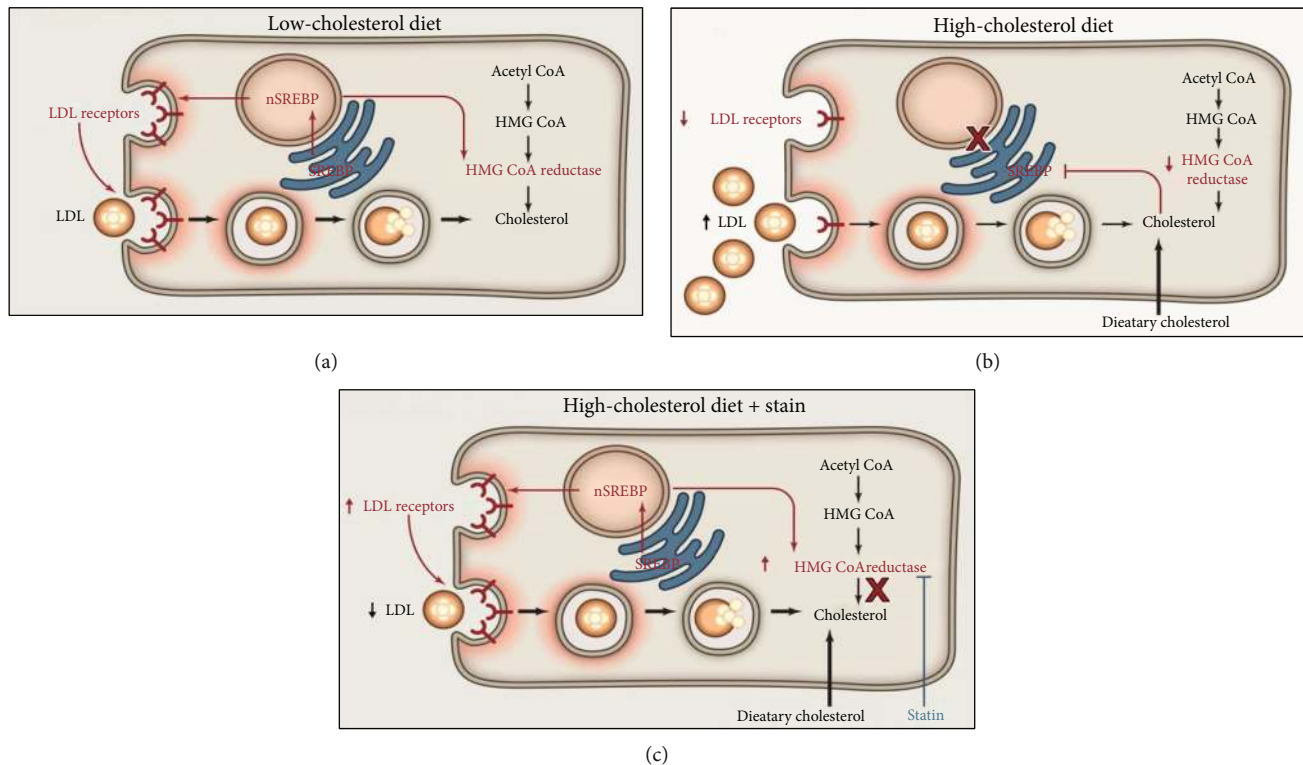 Low-cholesterol diet
Acetyl CoA
nSREBP
LDL receptors
HMG CoA
SREBP
HMG CoA reductase
LDL
Cholesterol
(a)
High-cholesterol diet
Acetyl CoA
LDL receptors
HMG CoA
X
SREBP
HMG CoA
reductase
LDL
Cholesterol
Dieatary cholesterol
(b)
High-cholesterol diet + stain
Acetyl CoA
nSREBP
LDL receptors
HMG CoA
SREBP
HMG CoA reductase
X
LDL
Cholesterol
Dieatary cholesterol
Statin
(c)